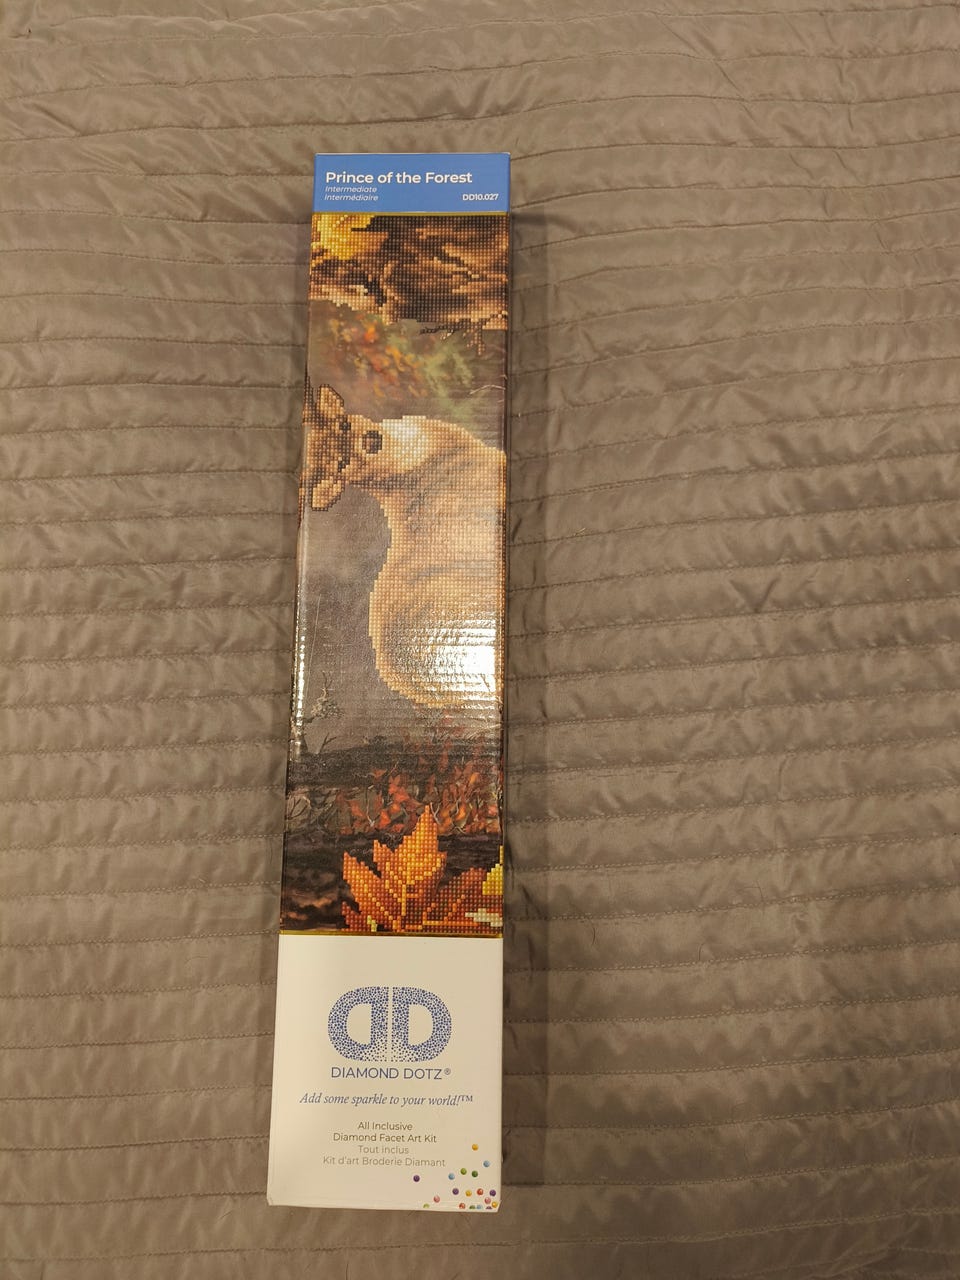 Prince of the Forest
Intermediate
Intermédiaire
DD10.027
DD
DIAMOND DOTZ®
Add some sparkle to your world!™
All Inclusive
Diamond Facet Art Kit
Tout inclus
Kit d'art Broderie Diamant